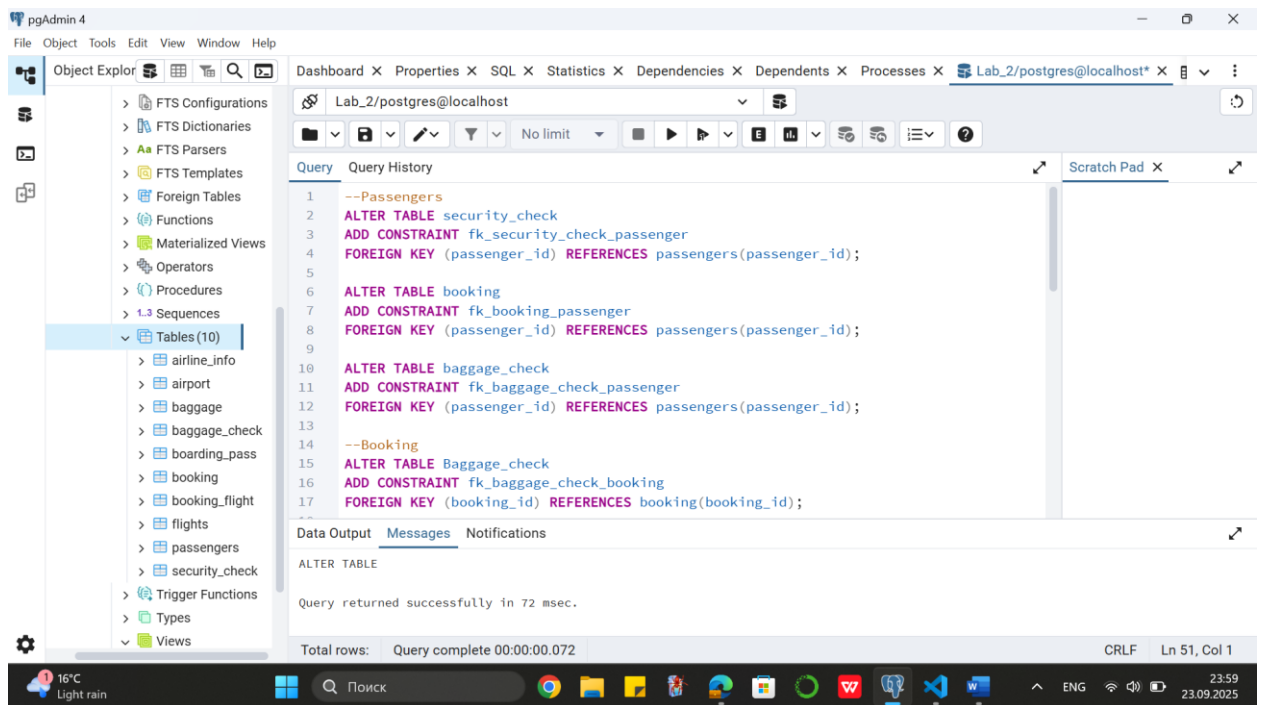 pgAdmin 4
File Object Tools Edit View Window Help
Object Explor
Dashboard X Properties X SQL X Statistics X Dependencies X Dependents X Processes X Lab_2/postgres@localhost* X
FTS Configurations
FTS Dictionaries
Aa FTS Parsers
FTS Templates
Foreign Tables
Functions
Materialized Views
Operators
Procedures
1..3 Sequences
Tables (10)
airline_info
airport
baggage
baggage_check
boarding_pass
booking
booking_flight
flights
passengers
security_check
Trigger Functions
Types
Views
Lab_2/postgres@localhost
No limit
E
Query Query History
Scratch Pad X
1 --Passengers
2 ALTER TABLE security_check
3 ADD CONSTRAINT fk_security_check_passenger
4 FOREIGN KEY (passenger_id) REFERENCES passengers(passenger_id);
5
6 ALTER TABLE booking
7 ADD CONSTRAINT fk_booking_passenger
8 FOREIGN KEY (passenger_id) REFERENCES passengers(passenger_id);
9
10 ALTER TABLE baggage_check
11 ADD CONSTRAINT fk_baggage_check_passenger
12 FOREIGN KEY (passenger_id) REFERENCES passengers(passenger_id);
13
14 --Booking
15 ALTER TABLE Baggage_check
16 ADD CONSTRAINT fk_baggage_check_booking
17 FOREIGN KEY (booking_id) REFERENCES booking(booking_id);
Data Output Messages Notifications
ALTER TABLE
Query returned successfully in 72 msec.
Total rows: Query complete 00:00:00.072
CRLF Ln 51, Col 1
1
16°C
Light rain
Поиск
W
W
ENG
23:59
23.09.2025